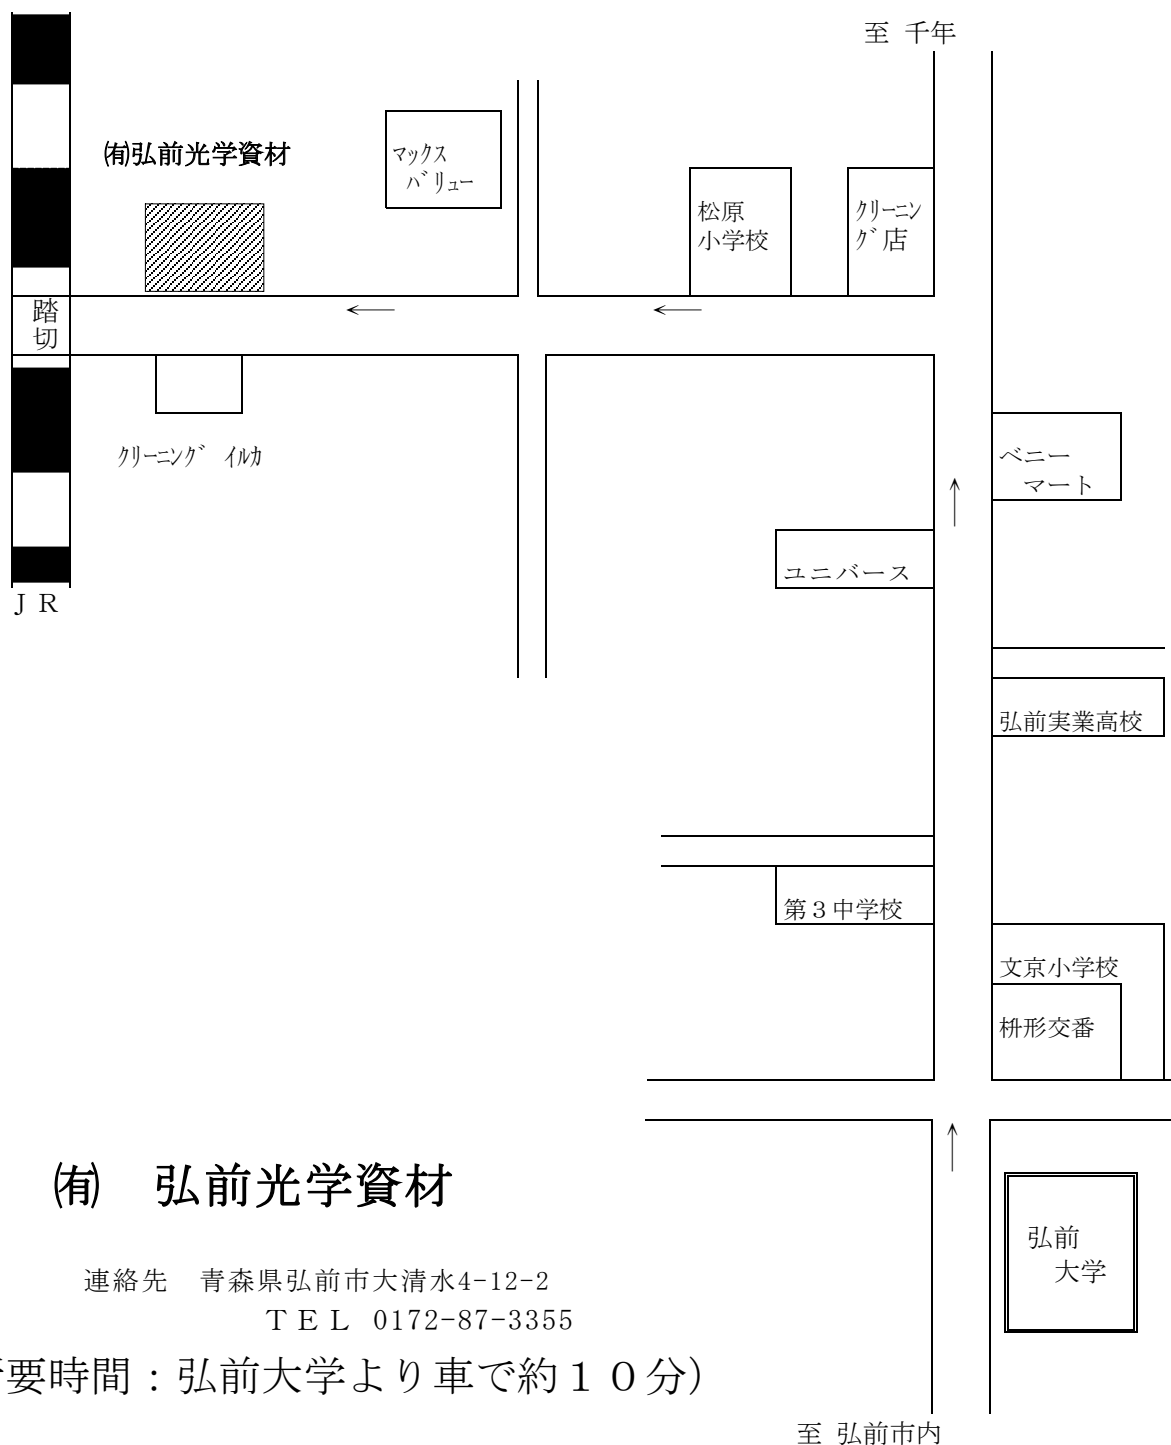 至 千年
㈲弘前光学資材
マックス
バリュー
松原
小学校
クリーニン
グ店
踏
切
クリーニング イルカ
ベニー
マート
ユニバース
ＪＲ
弘前実業高校
第３中学校
文京小学校
枡形交番
㈲　弘前光学資材
弘前
大学
連絡先　青森県弘前市大清水4-12-2
ＴＥＬ 0172-87-3355
要時間：弘前大学より車で約１０分）
至 弘前市内